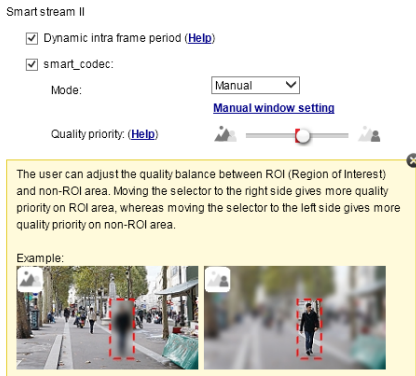 Smart stream II
Dynamic intra frame period (Help)
smart_codec:
Mode:
Manual
Manual window setting
Quality priority: (Help)
The user can adjust the quality balance between ROI (Region of Interest)
and non-ROI area. Moving the selector to the right side gives more quality
priority on ROI area, whereas moving the selector to the left side gives more
quality priority on non-ROI area.
Example: